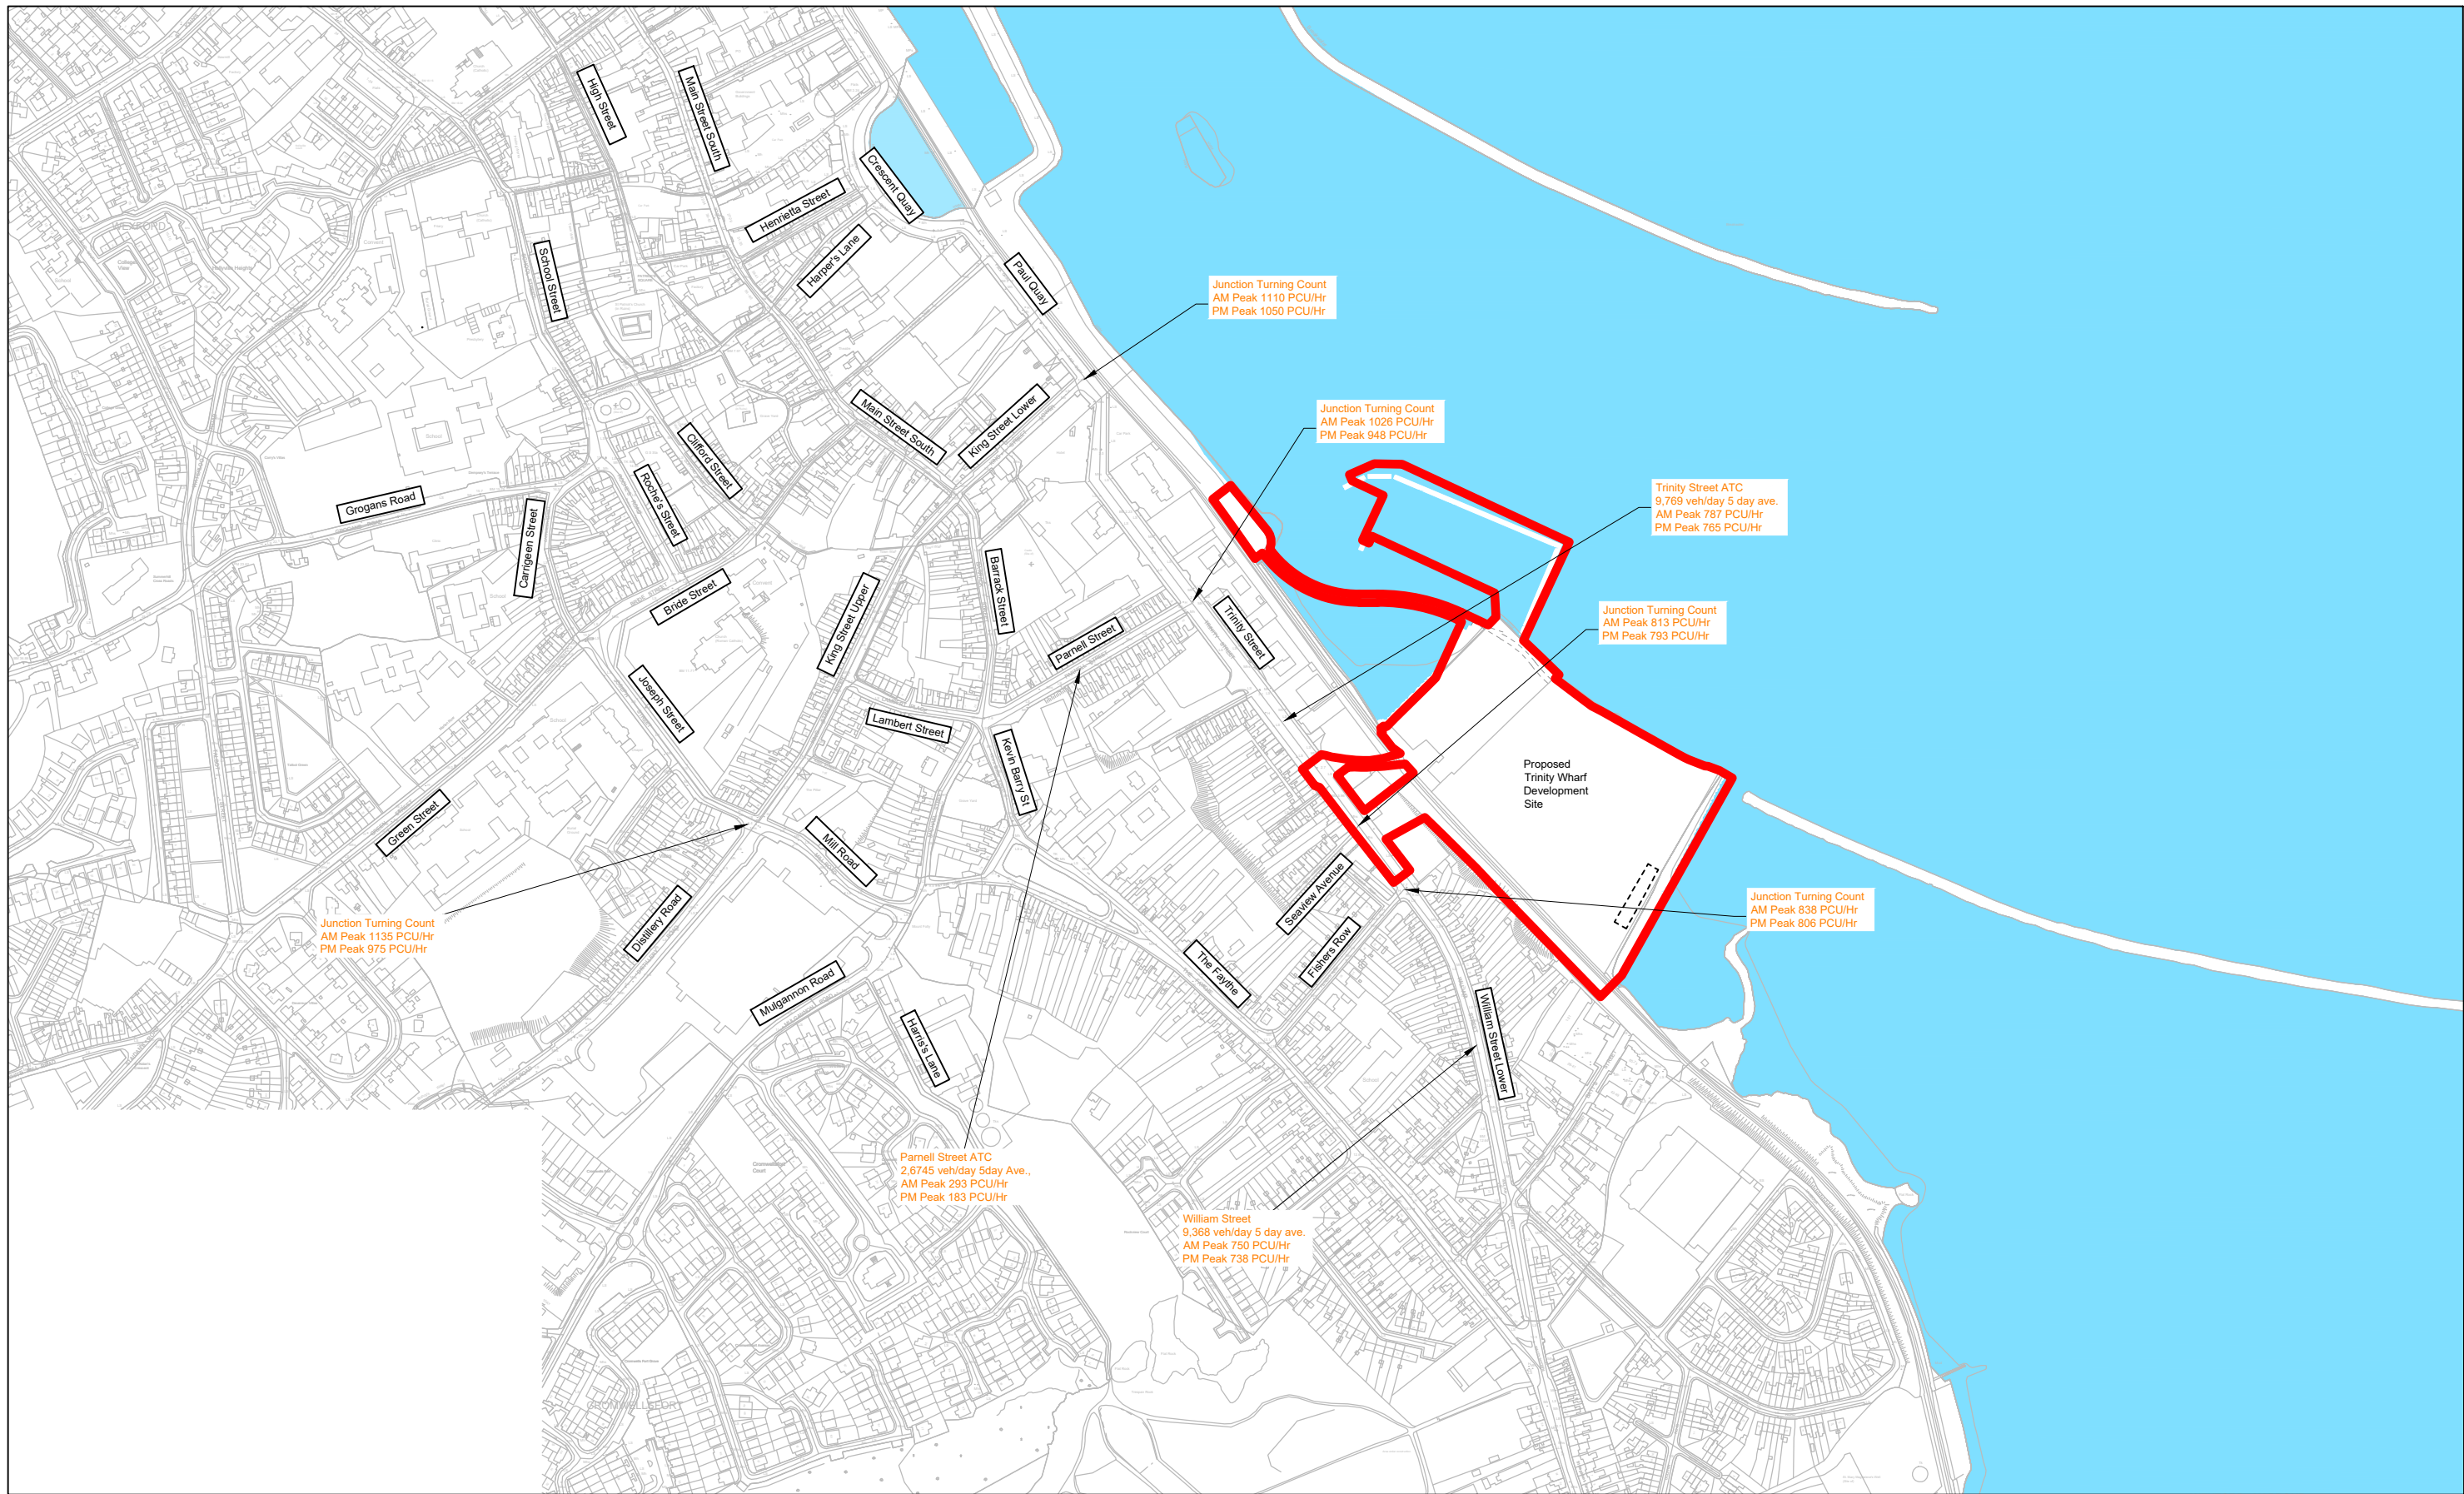 High Street
Main Street South
Crescent Quay
Henrietta Street
Harper's Lane
School Street
Paul Quay
WEXFORD
Junction Turning Count
AM Peak 1110 PCU/Hr
PM Peak 1050 PCU/Hr
Main Street South
King Street Lower
Clifford Street
Roche's Street
Grogans Road
Carrigeen Street
Junction Turning Count
AM Peak 1026 PCU/Hr
PM Peak 948 PCU/Hr
Trinity Street ATC
9,769 veh/day 5 day ave.
AM Peak 787 PCU/Hr
PM Peak 765 PCU/Hr
Bride Street
King Street Upper
Barrack Street
Parnell Street
Trinity Street
Junction Turning Count
AM Peak 813 PCU/Hr
PM Peak 793 PCU/Hr
Joseph Street
Lambert Street
Kevin Barry St
Proposed
Trinity Wharf
Development
Site
Green Street
Mill Road
Distillery Road
Seaview Avenue
Fishers Row
The Faythe
Junction Turning Count
AM Peak 1135 PCU/Hr
PM Peak 975 PCU/Hr
Junction Turning Count
AM Peak 838 PCU/Hr
PM Peak 806 PCU/Hr
Mulgannon Road
Harris's Lane
William Street Lower
Parnell Street ATC
2,6745 veh/day 5day Ave.,
AM Peak 293 PCU/Hr
PM Peak 183 PCU/Hr
William Street
9,368 veh/day 5 day ave.
AM Peak 750 PCU/Hr
PM Peak 738 PCU/Hr
CROMWELLSFORT